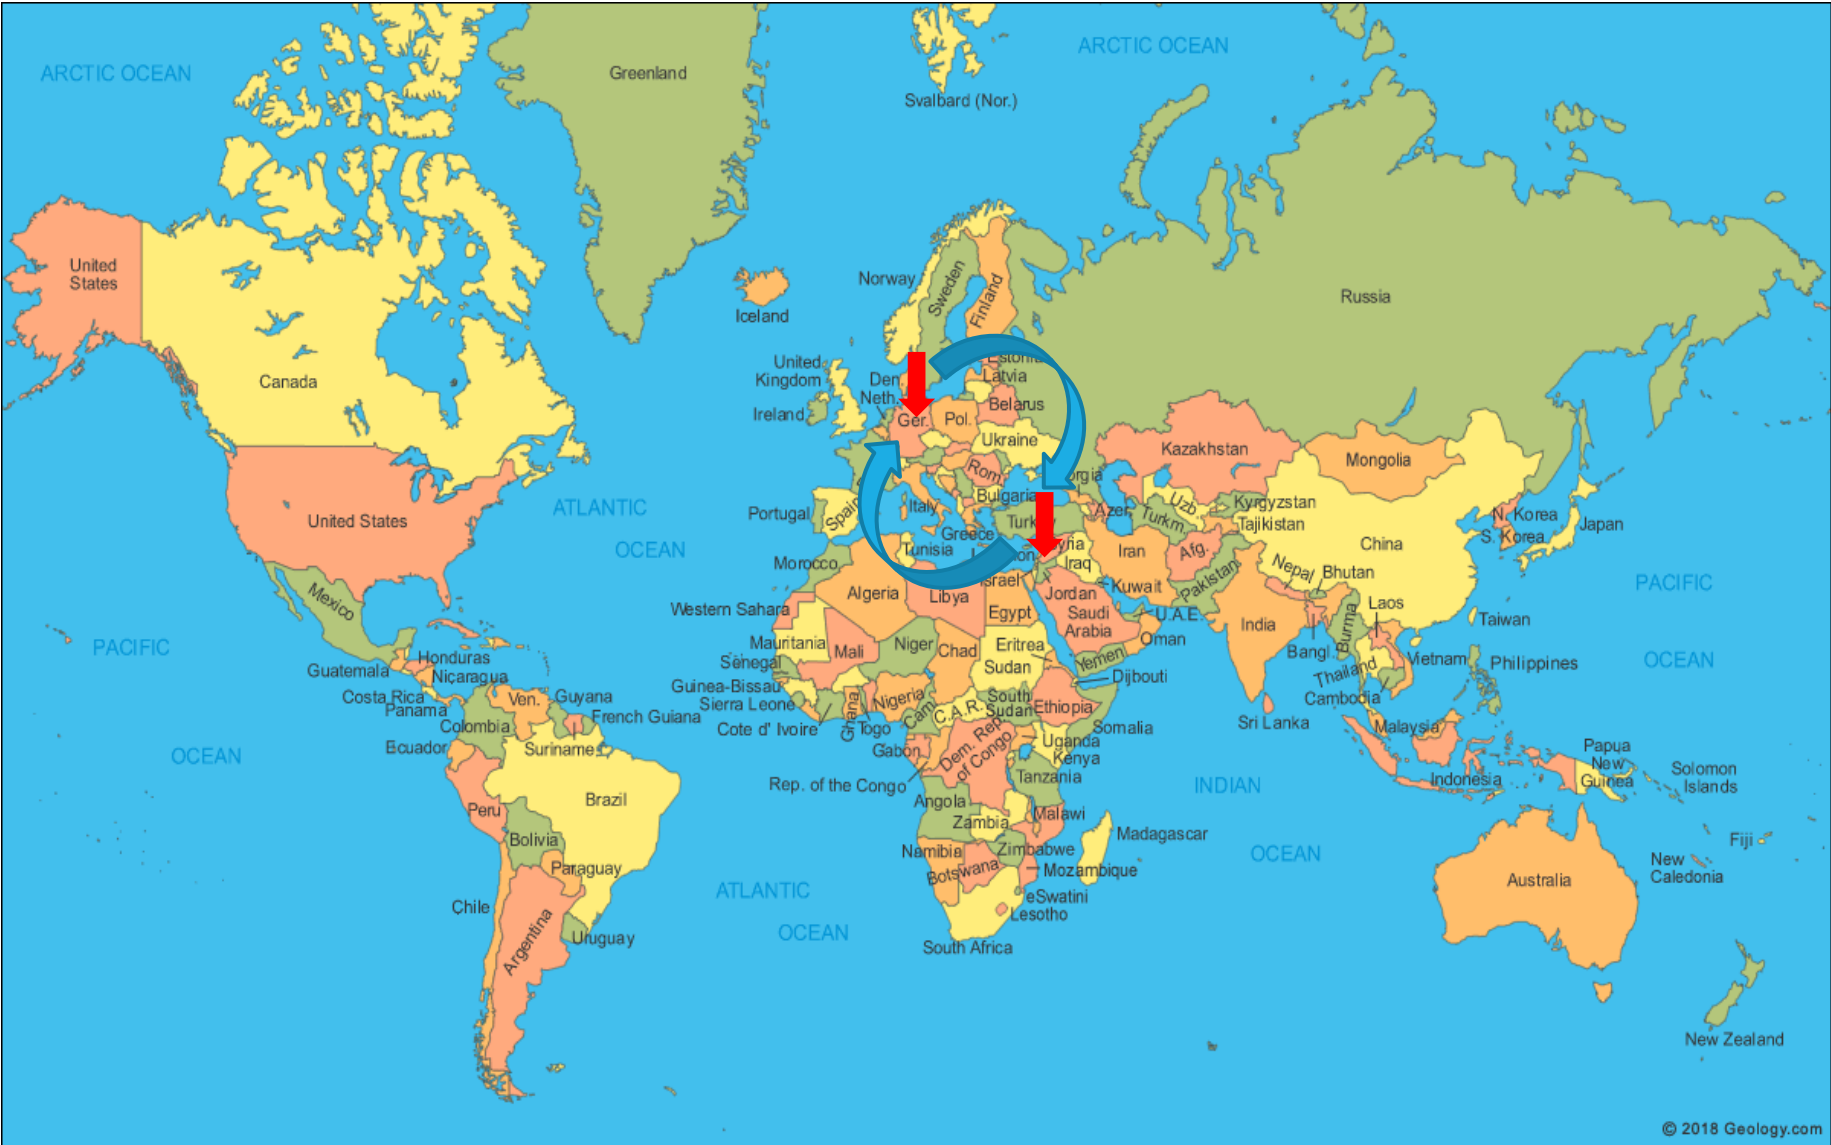 ARCTIC OCEAN
ARCTIC OCEAN
Greenland
Svalbard (Nor.)
United
States
Canada
Iceland
Norway
Sweden
Finland
Russia
United
Kingdom
Ireland
Den.
Neth.
Ger.
Pol.
Estonia
Latvia
Belarus
Ukraine
Rom.
Bulgaria
Italy
Greece
Spain
Portugal
Kazakhstan
Mongolia
Uzb.
Turkm.
Kyrgyzstan
Tajikistan
Azer.
Iran
Afg.
Pakistan
Iraq
Kuwait
Jordan
Saudi
Arabia
U.A.E.
Oman
Yemen
China
N. Korea
S. Korea
Japan
Nepal
Bhutan
India
Bangl.
Burma
Laos
Thailand
Vietnam
Cambodia
Taiwan
Philippines
Sri Lanka
Malaysia
Indonesia
Papua
New
Guinea
Solomon
Islands
Fiji
New
Caledonia
Australia
New Zealand
United States
Mexico
Guatemala
Honduras
Nicaragua
Costa Rica
Panama
Ven.
Guyana
French Guiana
Suriname
Colombia
Ecuador
Peru
Brazil
Bolivia
Paraguay
Chile
Argentina
Uruguay
ATLANTIC
OCEAN
PACIFIC
OCEAN
ATLANTIC
OCEAN
INDIAN
OCEAN
PACIFIC
OCEAN
Morocco
Tunisia
Algeria
Libya
Israel
Egypt
Western Sahara
Mauritania
Mali
Niger
Chad
Eritrea
Sudan
Djibouti
Senegal
Guinea-Bissau
Sierra Leone
Cote d' Ivoire
Ghana
Togo
Nigeria
Cam.
C.A.R.
South
Sudan
Ethiopia
Somalia
Gabon
Rep. of the Congo
Dem. Rep.
of Congo
Uganda
Kenya
Tanzania
Angola
Zambia
Malawi
Madagascar
Namibia
Botswana
Zimbabwe
Mozambique
eSwatini
Lesotho
South Africa
© 2018 Geology.com